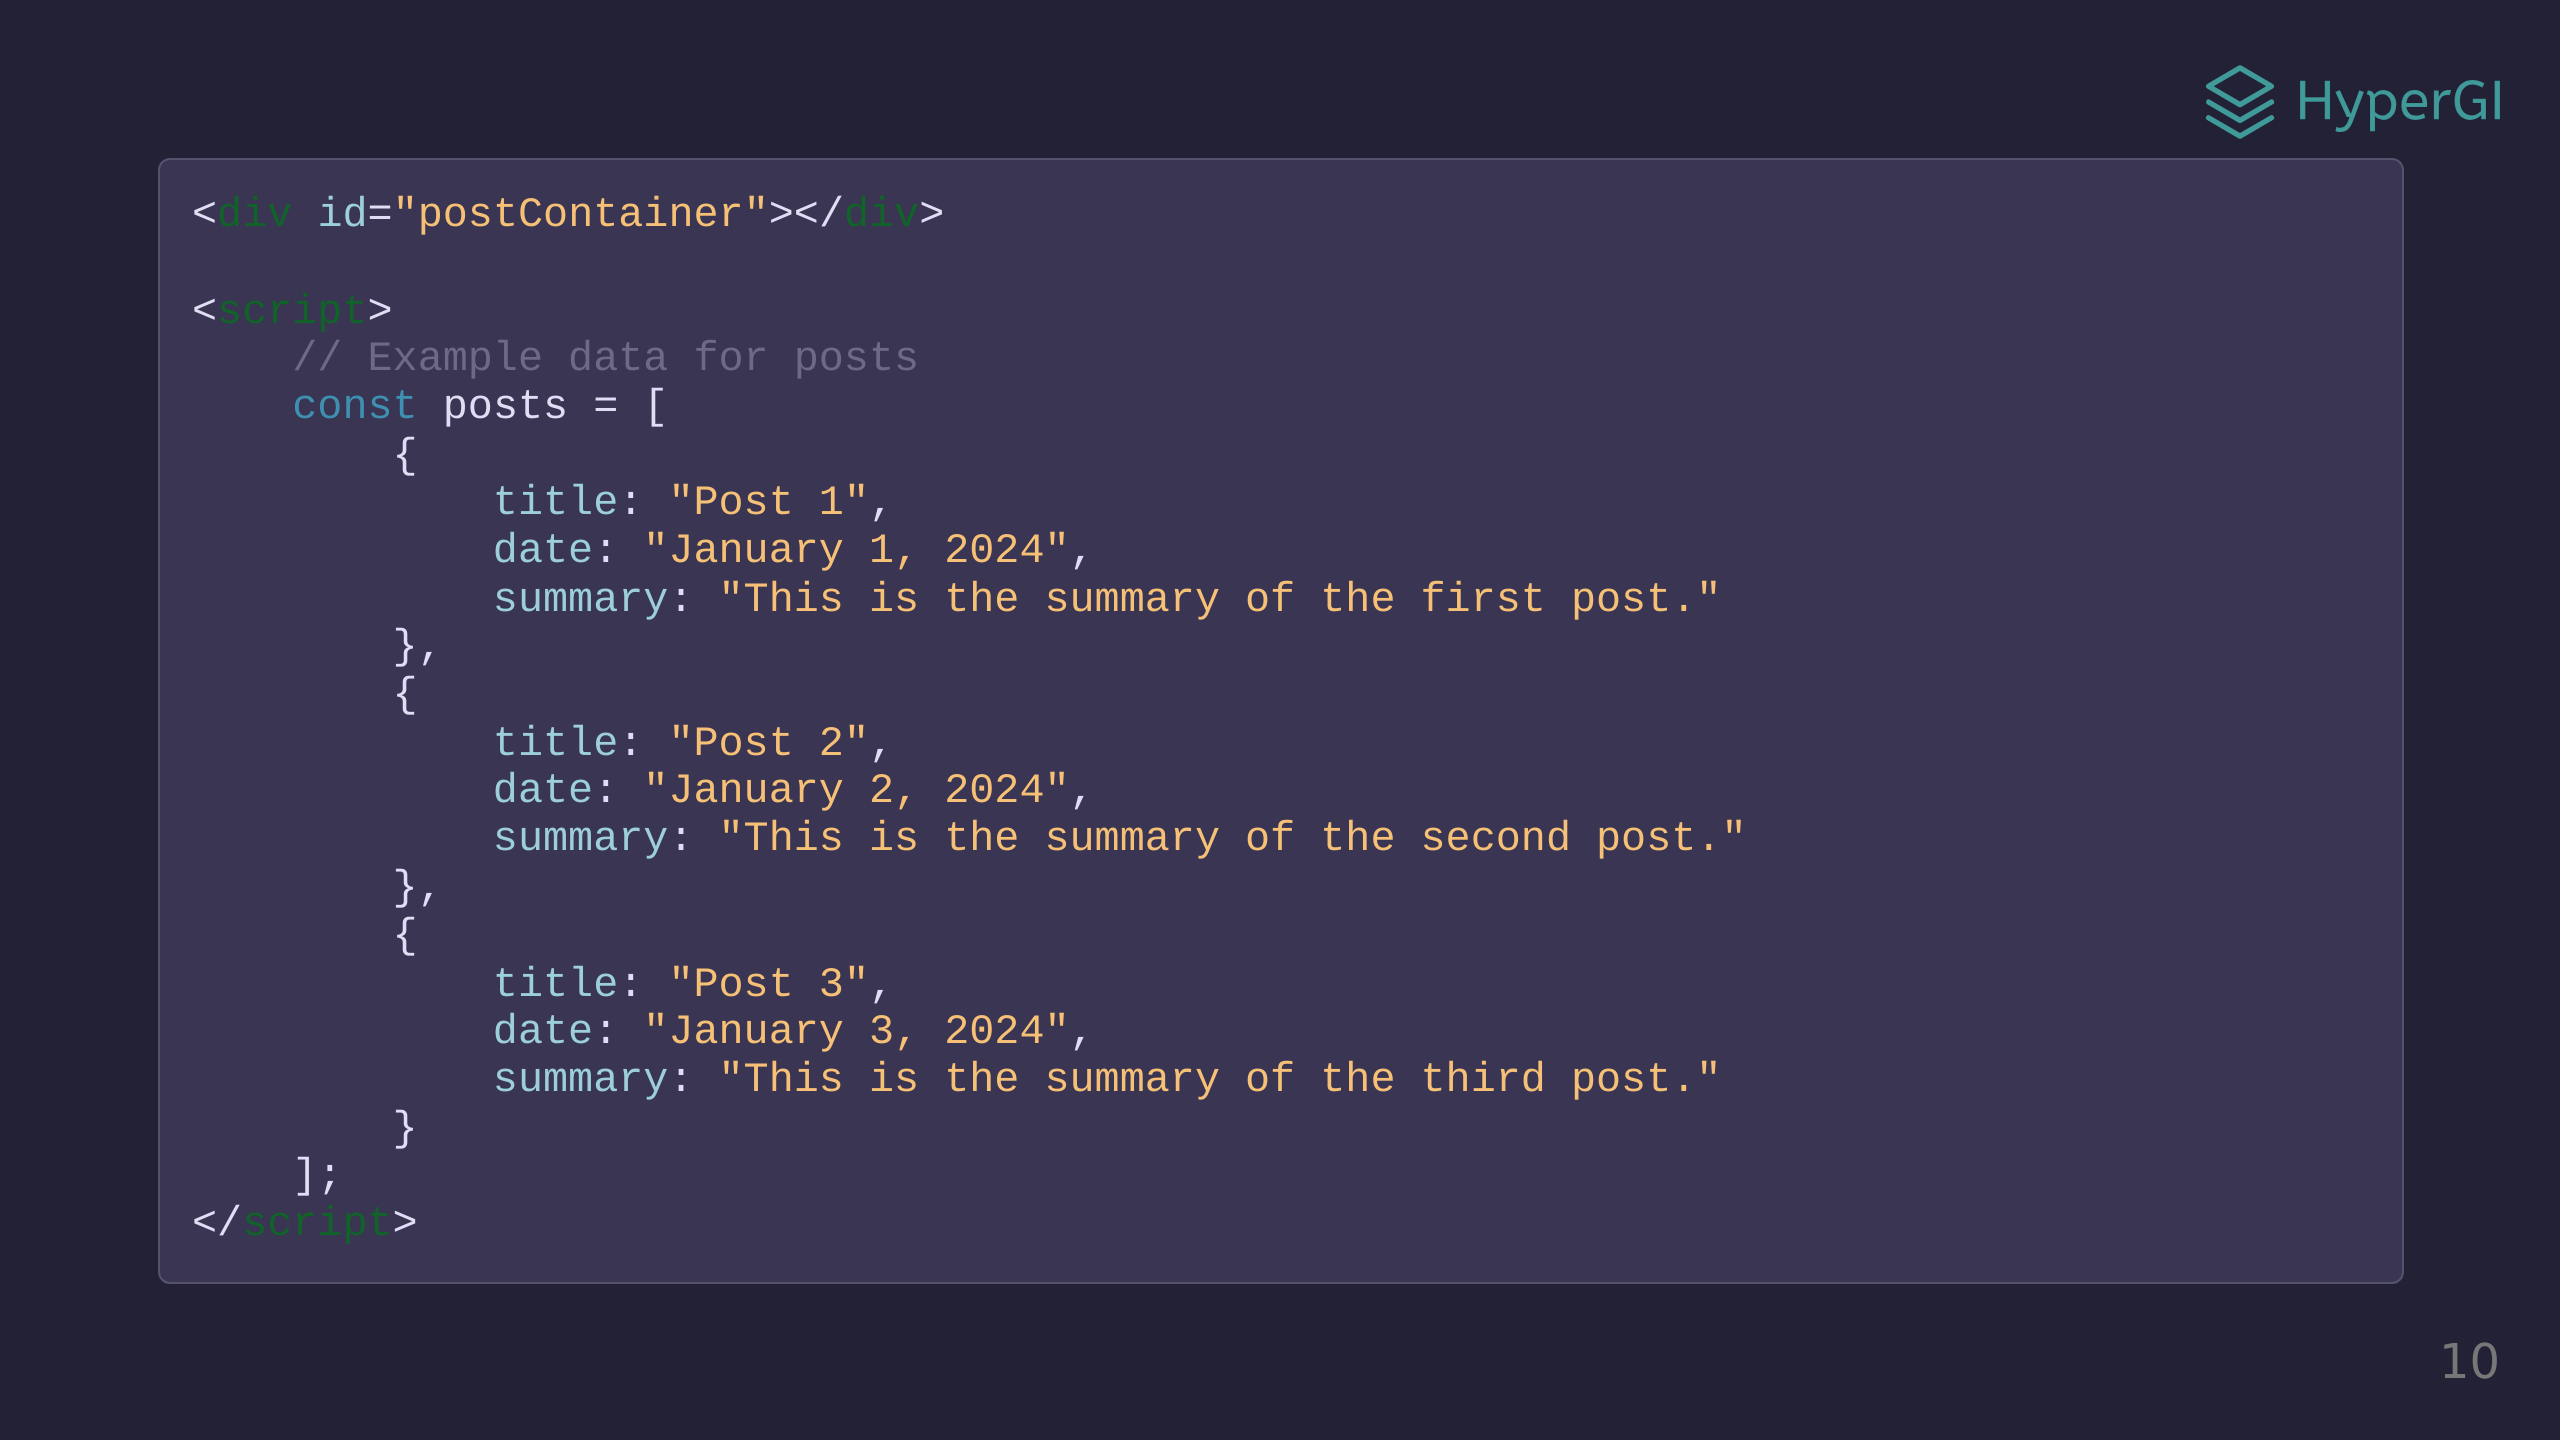 HyperGI
<div id="postContainer"></div>

<script>
    // Example data for posts
    const posts = [
        {
            title: "Post 1",
            date: "January 1, 2024",
            summary: "This is the summary of the first post."
        },
        {
            title: "Post 2",
            date: "January 2, 2024",
            summary: "This is the summary of the second post."
        },
        {
            title: "Post 3",
            date: "January 3, 2024",
            summary: "This is the summary of the third post."
        }
    ];
</script>
10